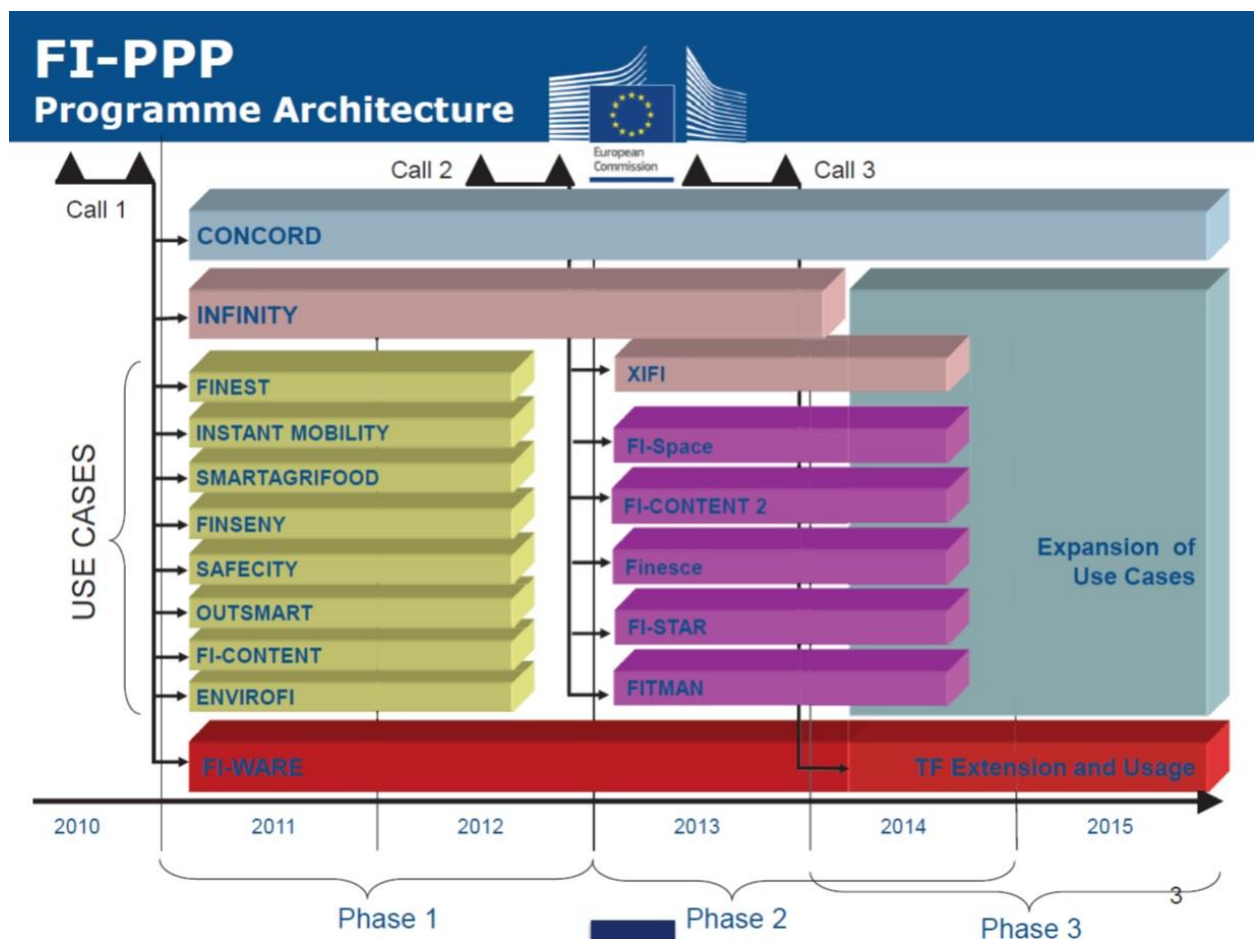 FI-PPP
Programme Architecture
European
Commission
Call 1
Call 2
Call 3
CONCORD
INFINITY
USE CASES
FINEST
INSTANT MOBILITY
SMARTAGRIFOOD
FINSENY
SAFECITY
OUTSMART
FI-CONTENT
ENVIROFI
XIFI
FI-Space
FI-CONTENT 2
Finesce
FI-STAR
FITMAN
Expansion of
Use Cases
FI-WARE
TF Extension and Usage
2010
2011
2012
2013
2014
2015
Phase 1
Phase 2
Phase 3
3